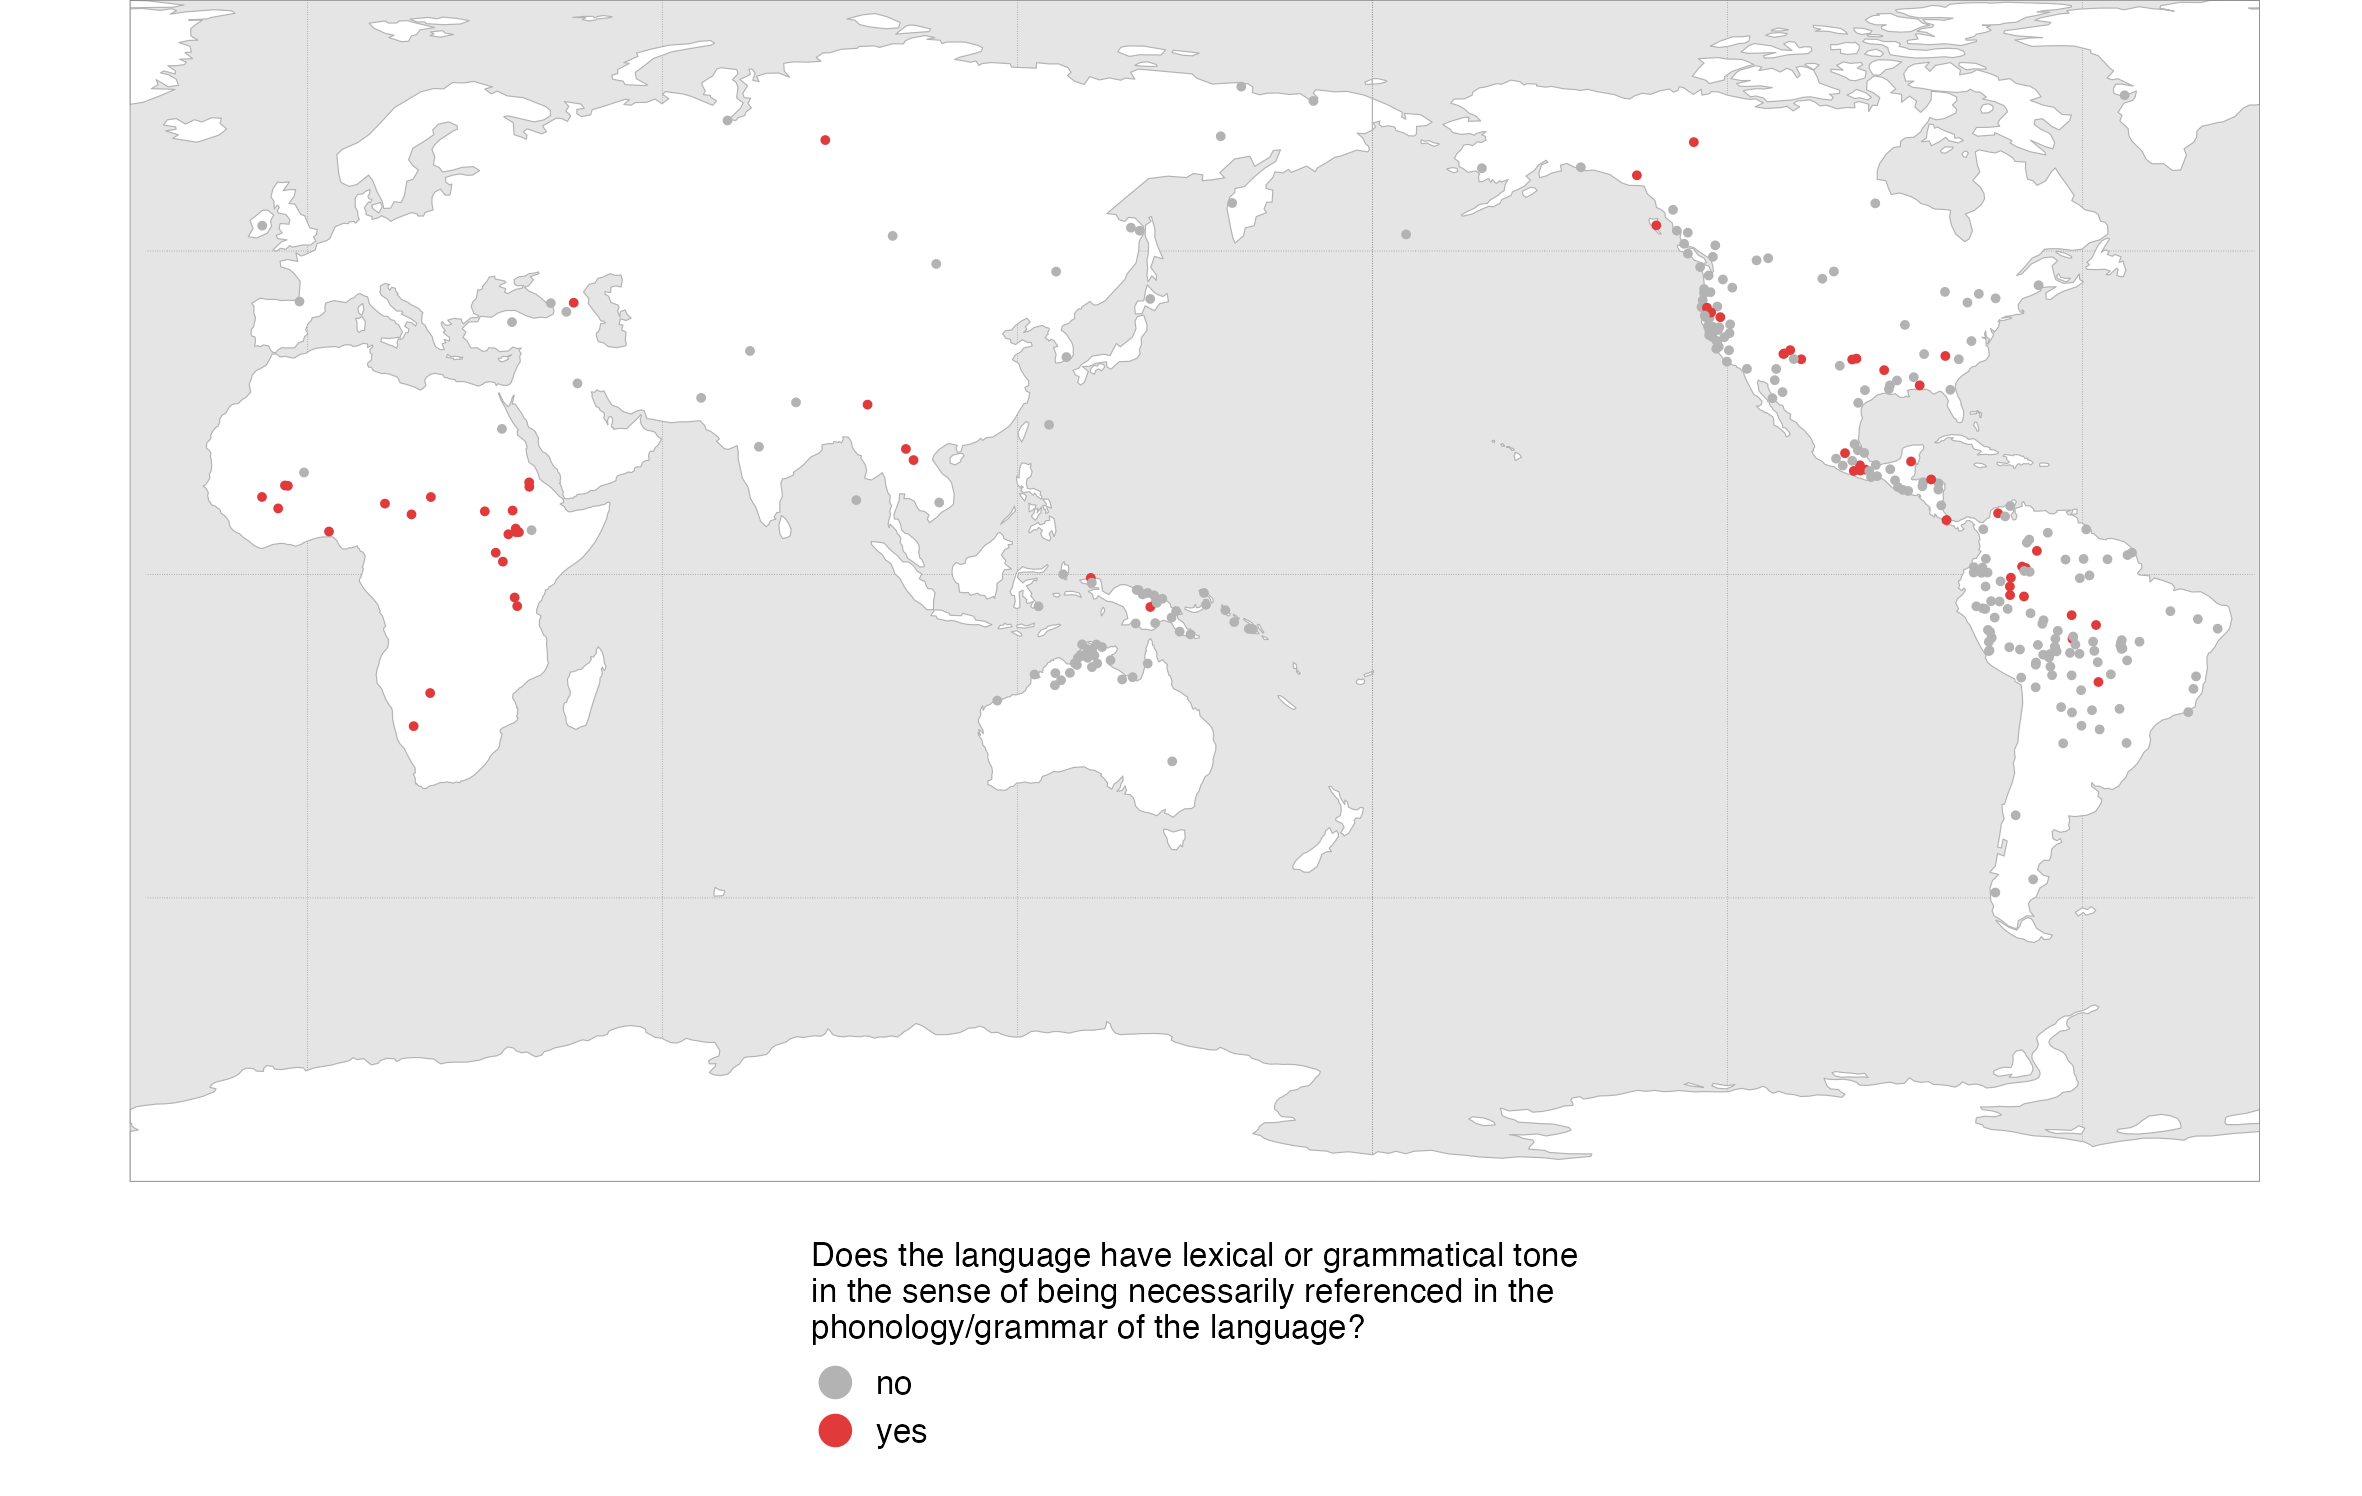 Does the language have lexical or grammatical tone
in the sense of being necessarily referenced in the
phonology/grammar of the language?
no
yes